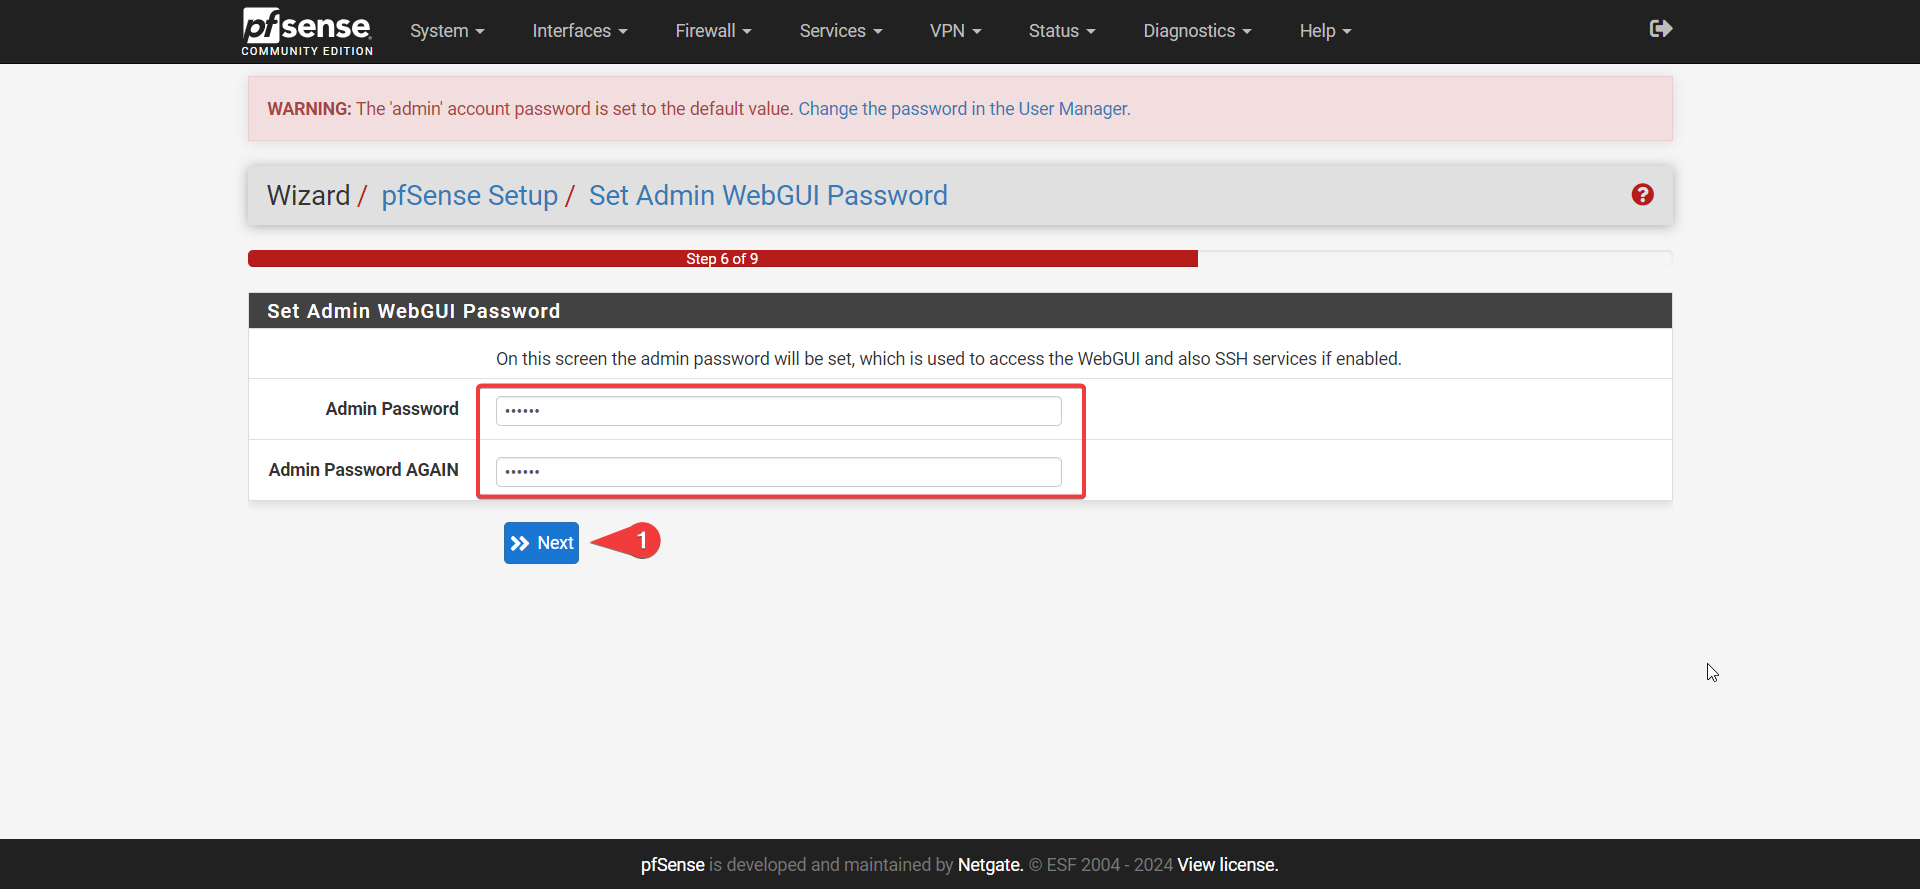 pfsense
COMMUNITY EDITION
System Interfaces Firewall Services VPN Status Diagnostics Help
WARNING: The 'admin' account password is set to the default value. Change the password in the User Manager.
Wizard / pfSense Setup / Set Admin WebGUI Password
?
Step 6 of 9
Set Admin WebGUI Password
On this screen the admin password will be set, which is used to access the WebGUI and also SSH services if enabled.
Admin Password ••••••
Admin Password AGAIN ••••••
Next 1
pfSense is developed and maintained by Netgate. © ESF 2004 - 2024 View license.